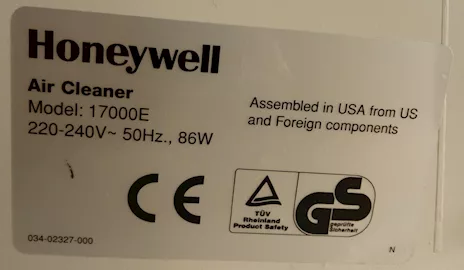 Honeywell
Air Cleaner
Model: 17000E
220-240V~ 50Hz., 86W
Assembled in USA from US
and Foreign components
CE
TÜV
Rheinland
Product Safety
GS
geprüfte
Sicherheit
034-02327-000
N